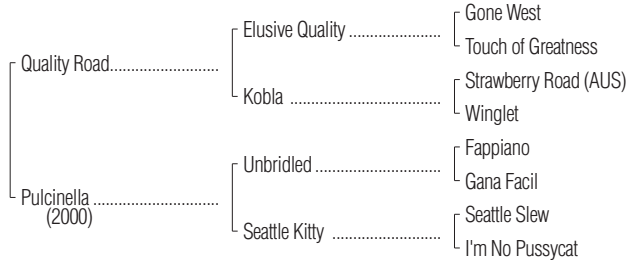 Gone West
Elusive Quality ....................
Touch of Greatness
Quality Road........................
Strawberry Road (AUS)
Kobla .................................
Winglet
Fappiano
Unbridled ...........................
Gana Facil
Pulcinella ...........................
(2000)
Seattle Slew
Seattle Kitty .......................
I'm No Pussycat